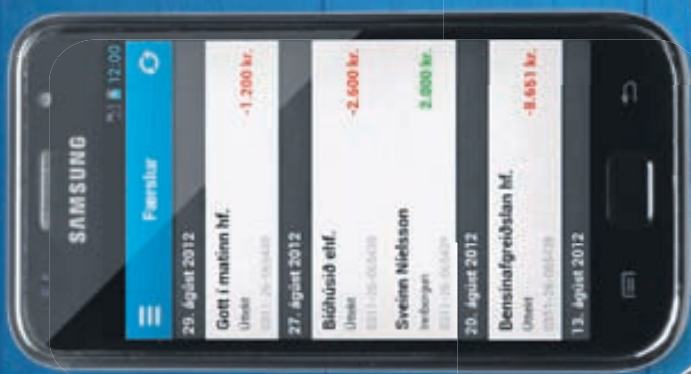 SAMSUNG
12:00
Færslur
29. ágúst 2012
Gott í matinn hf.
Úttekt
-1.200 kr.
27. ágúst 2012
Bíóhúsið ehf.
Úttekt
-2.600 kr.
Sveinn Níelsson
Innborgun
2.000 kr.
20. ágúst 2012
Bensínafgreiðslan hf.
Úttekt
-8.651 kr.
13. ágúst 2012